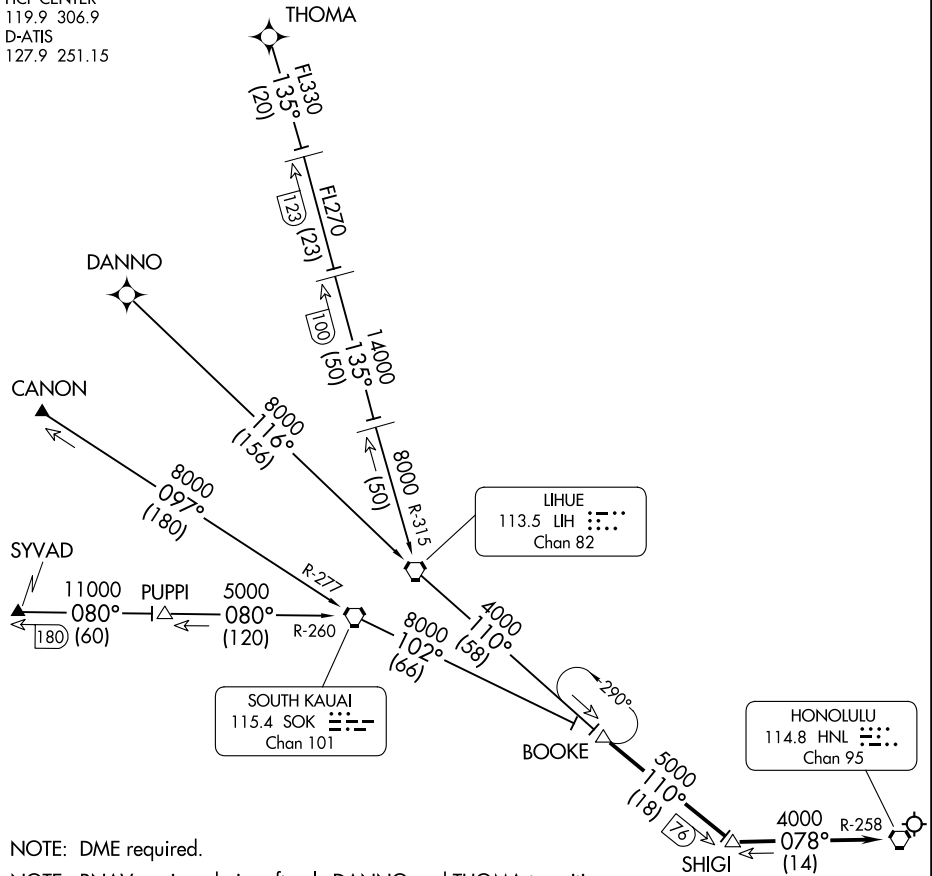 119.9 306.9
D-ATIS
127.9 251.15
THOMA
FL330
135°
(20)
123
(23)
FL270
DANNO
100
(50)
14000
135°
CANON
8000
116°
(156)
(50)
8000
R-315
8000
097°
(180)
LIHUE
113.5 LIH
Chan 82
SYVAD
11000
080°
(60)
180
PUPPI
5000
080°
(120)
R-277
R-260
8000
102°
(66)
4000
110°
(58)
SOUTH KAUAI
115.4 SOK
Chan 101
290°
BOOKE
HONOLULU
114.8 HNL
Chan 95
5000
110°
(18)
76
4000
078°
(14)
R-258
SHIGI
NOTE: DME required.